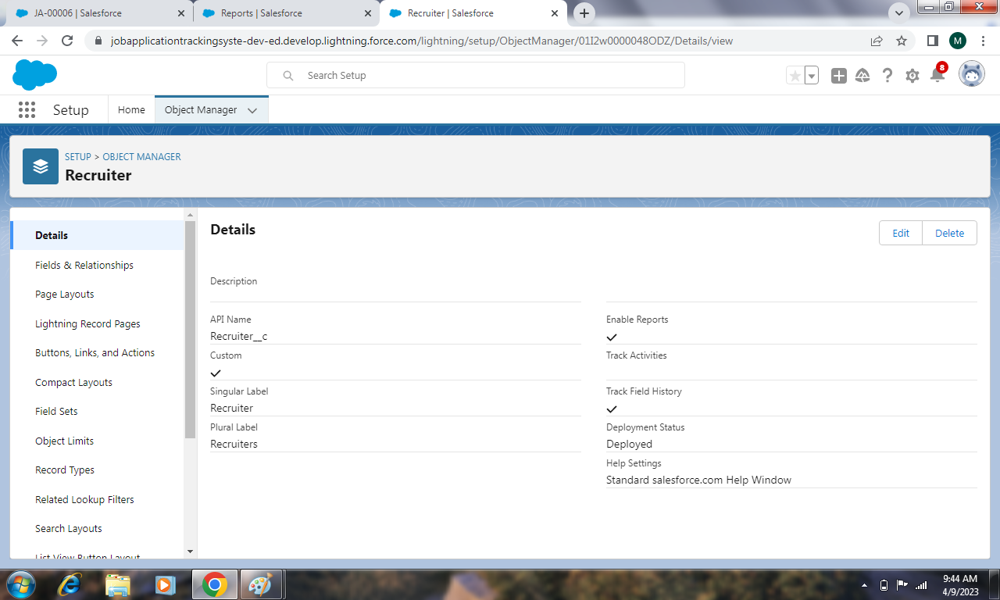 JA-00006 | Salesforce
Reports | Salesforce
Recruiter | Salesforce
jobapplicationtrackingsyste-dev-ed.develop.lightning.force.com/lightning/setup/ObjectManager/01I2w0000048ODZ/Details/view
M
Search Setup
8
Setup
Home
Object Manager
SETUP > OBJECT MANAGER
Recruiter
Details
Fields & Relationships
Page Layouts
Lightning Record Pages
Buttons, Links, and Actions
Compact Layouts
Field Sets
Object Limits
Record Types
Related Lookup Filters
Search Layouts
List View Button Layout
Details
Edit
Delete
Description
API Name
Recruiter__c
Custom
Singular Label
Recruiter
Plural Label
Recruiters
Enable Reports
Track Activities
Track Field History
Deployment Status
Deployed
Help Settings
Standard salesforce.com Help Window
9:44 AM
4/9/2023